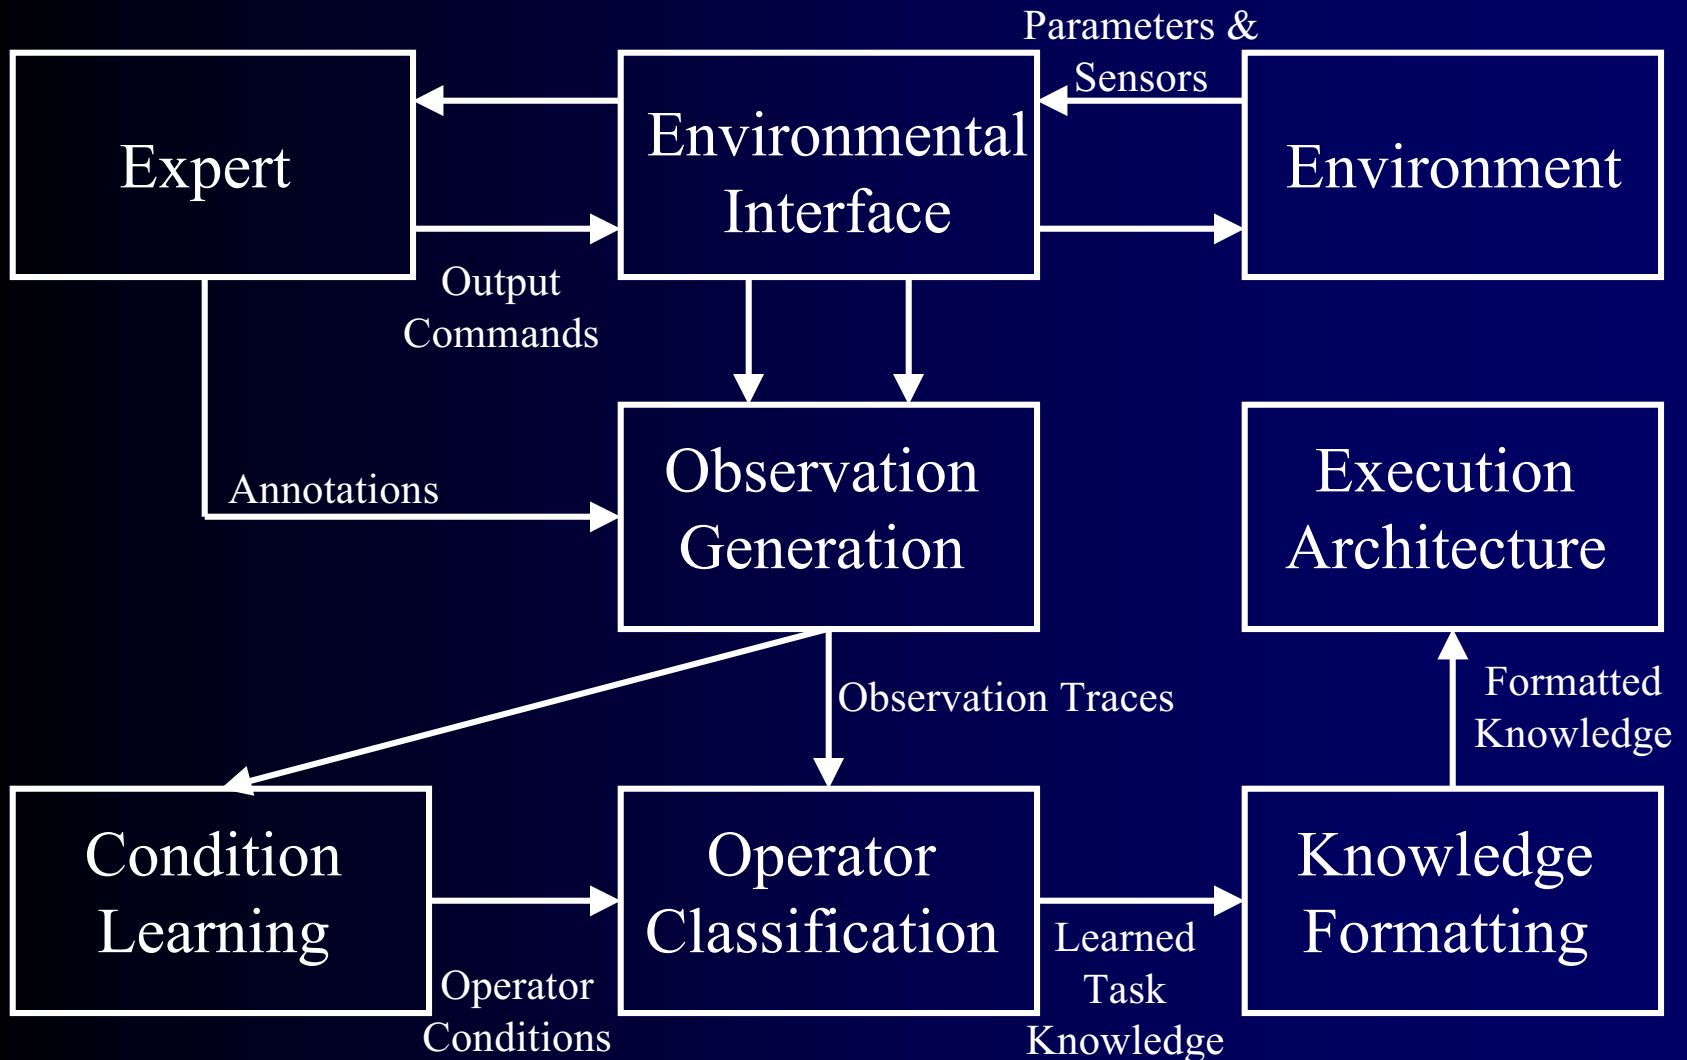 Parameters &
Sensors
Expert
Environmental
Interface
Environment
Output
Commands
Annotations
Observation
Generation
Execution
Architecture
Observation Traces
Formatted
Knowledge
Condition
Learning
Operator
Classification
Knowledge
Formatting
Operator
Conditions
Learned
Task
Knowledge